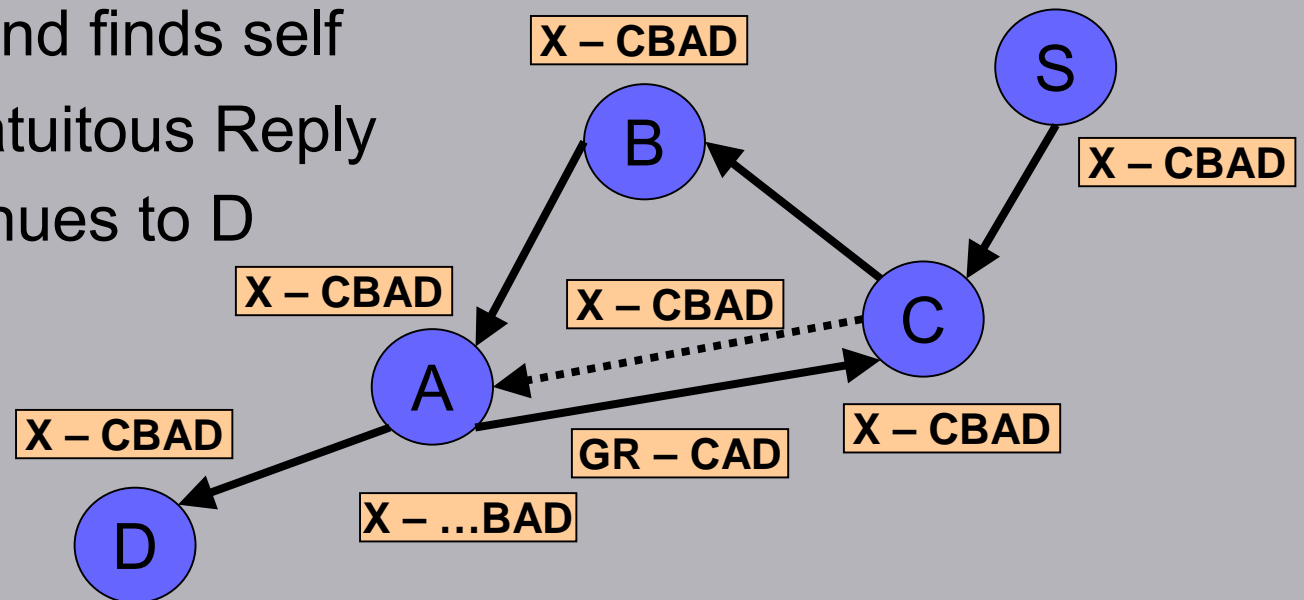 nd finds self
X – CBAD
S
atuitous Reply
B
X – CBAD
nues to D
X – CBAD
X – CBAD
C
A
X – CBAD
X – CBAD
GR – CAD
X – ...BAD
D